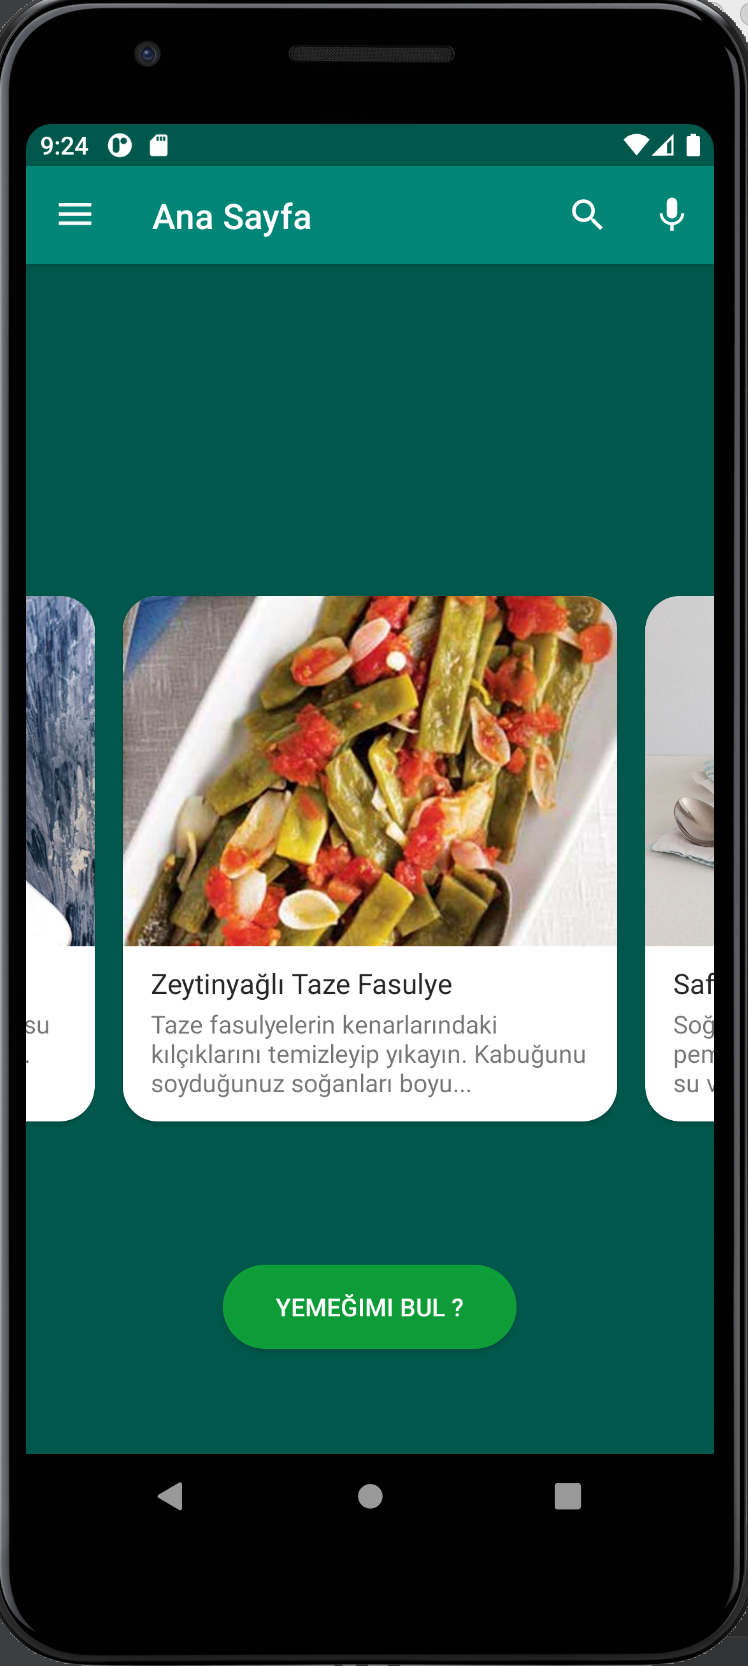 9:24
Ana Sayfa
Zeytinyağlı Taze Fasulye
Taze fasulyelerin kenarlarındaki
kılçıklarını temizleyip yıkayın. Kabuğunu
soyduğunuz soğanları boyu...
su
.
Saf
Soğ
pem
su v
YEMEĞIMI BUL ?